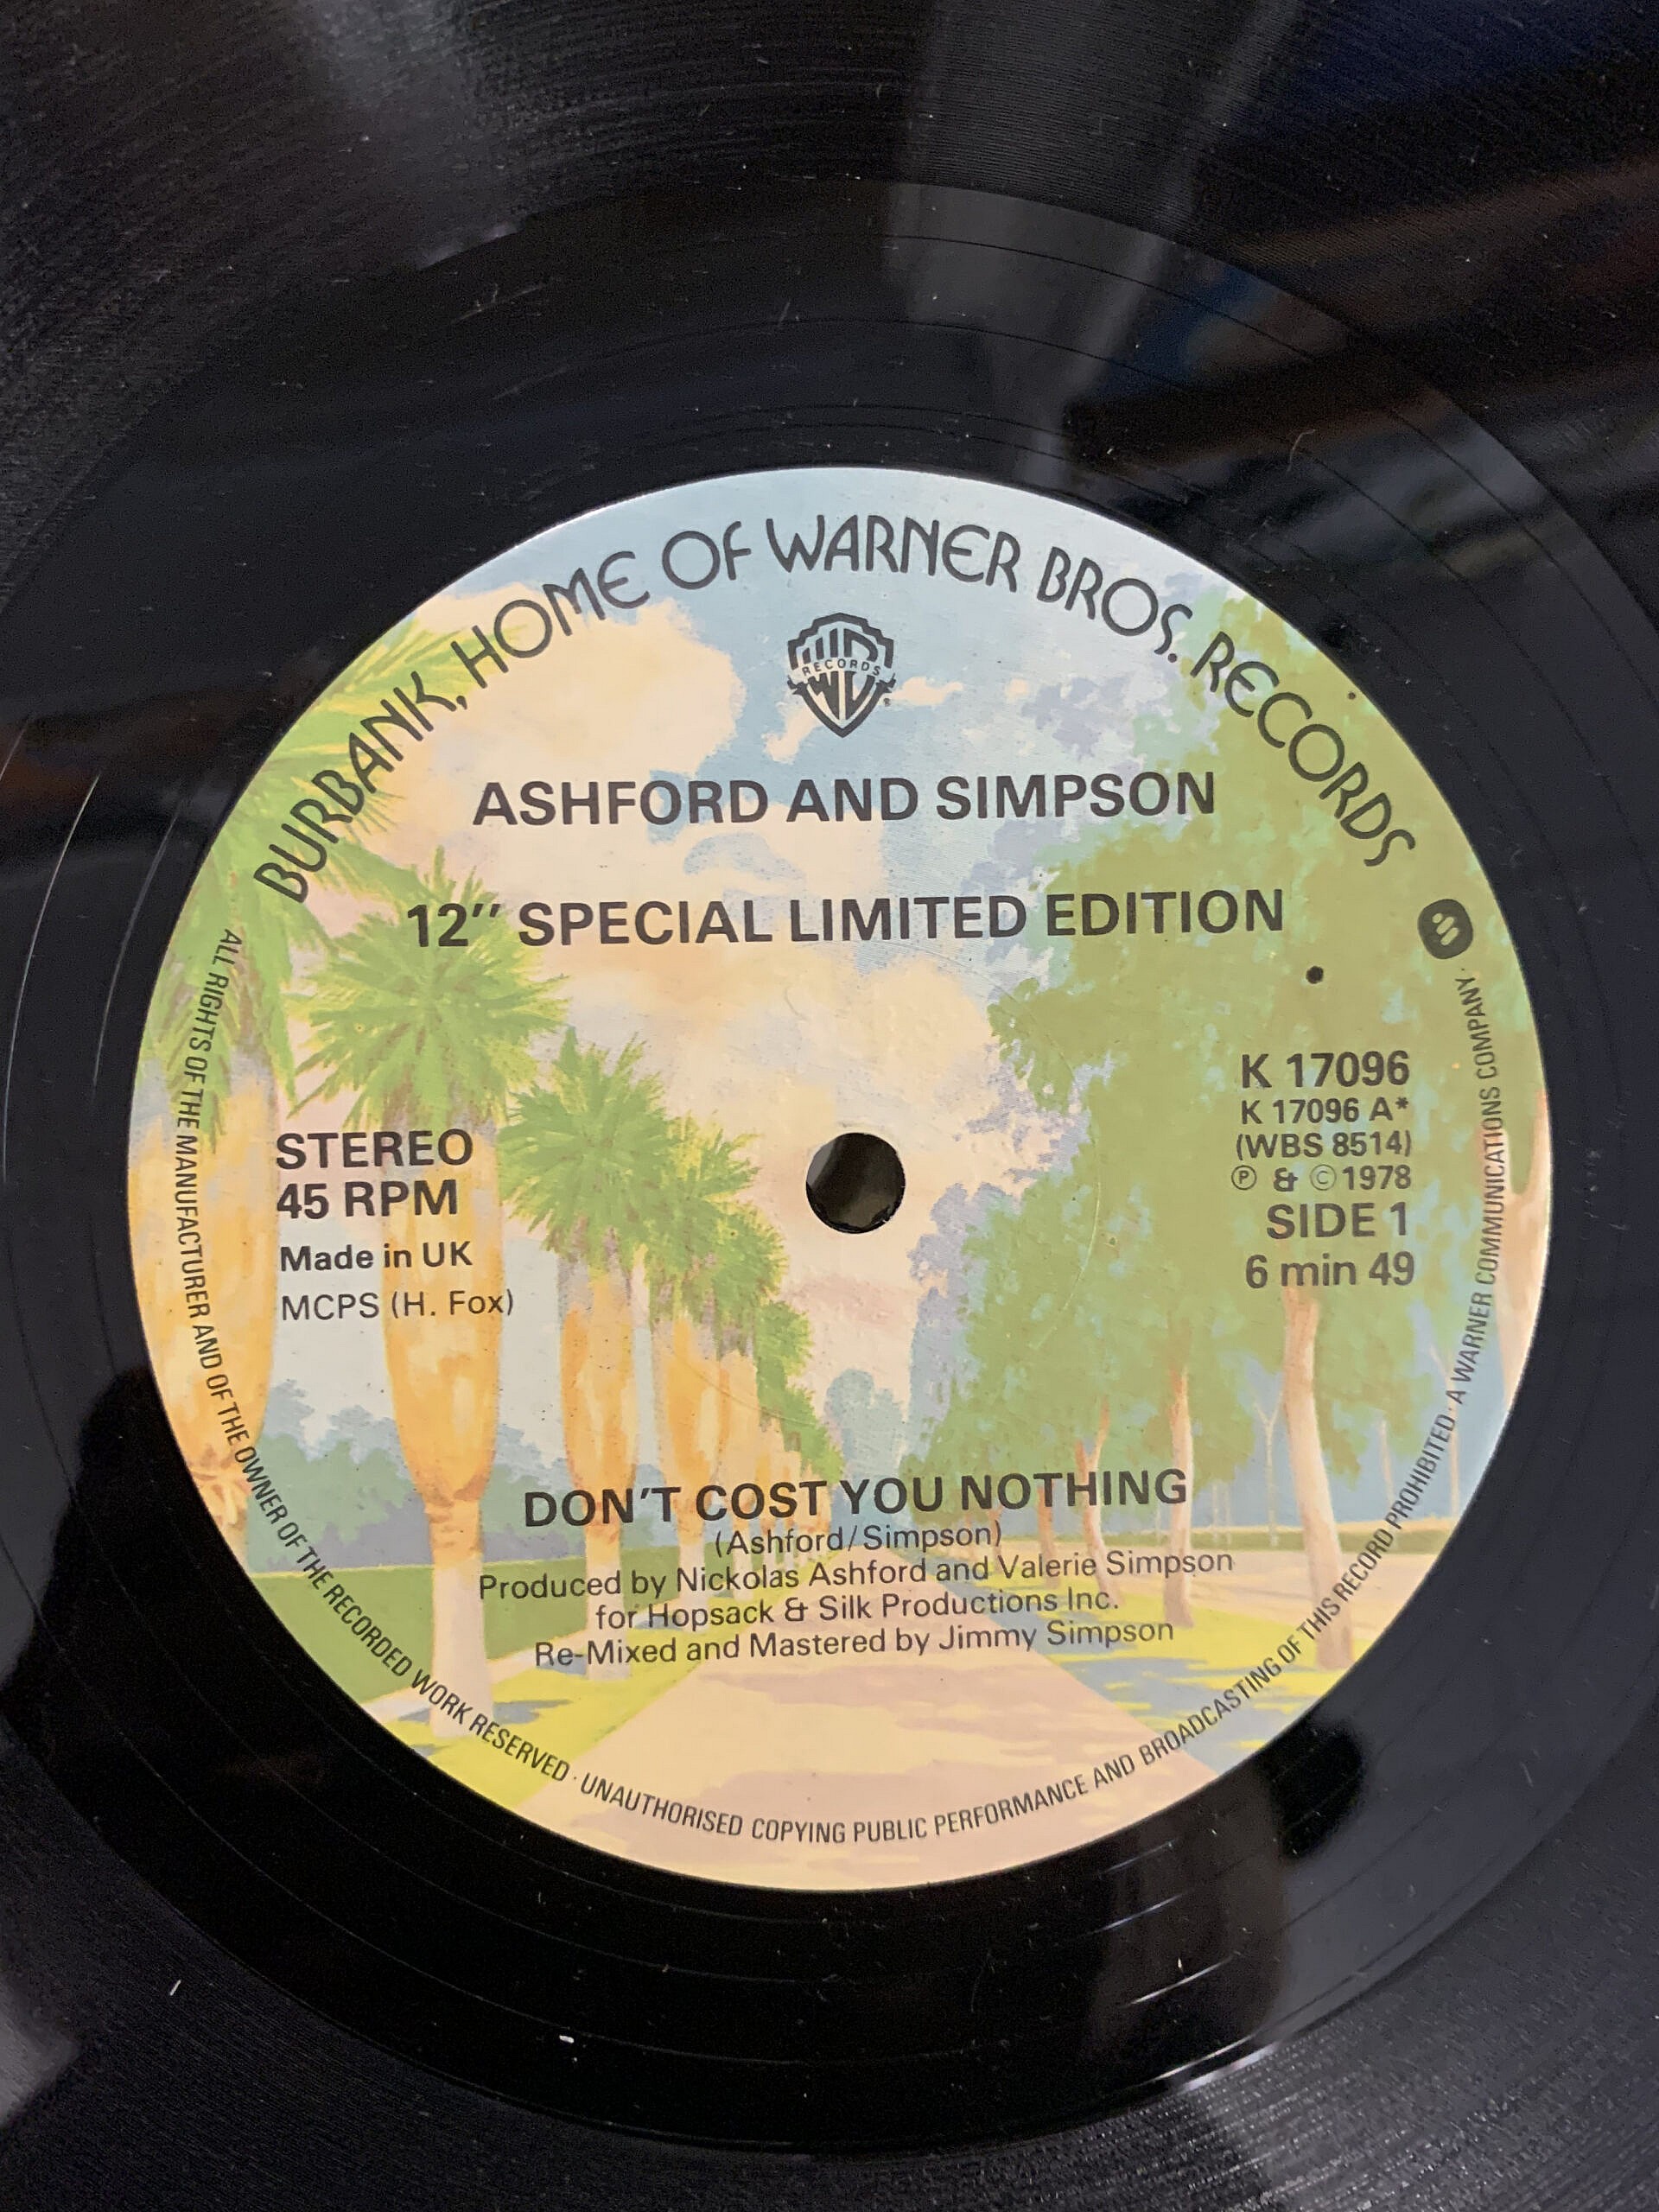 BURBANK, HOME OF WARNER BROS. RECORDS
RECORDS
®
ASHFORD AND SIMPSON
12" SPECIAL LIMITED EDITION
STEREO
45 RPM
Made in UK
MCPS (H. Fox)
K 17096
K 17096 A*
(WBS 8514)
℗ & ©1978
SIDE 1
6 min 49
DON'T COST YOU NOTHING
(Ashford/Simpson)
Produced by Nickolas Ashford and Valerie Simpson
for Hopsack & Silk Productions Inc.
Re-Mixed and Mastered by Jimmy Simpson
ALL RIGHTS OF THE MANUFACTURER AND OF THE OWNER OF THE RECORDED WORK RESERVED · UNAUTHORISED COPYING PUBLIC PERFORMANCE AND BROADCASTING OF THIS RECORD PROHIBITED · A WARNER COMMUNICATIONS COMPANY ·